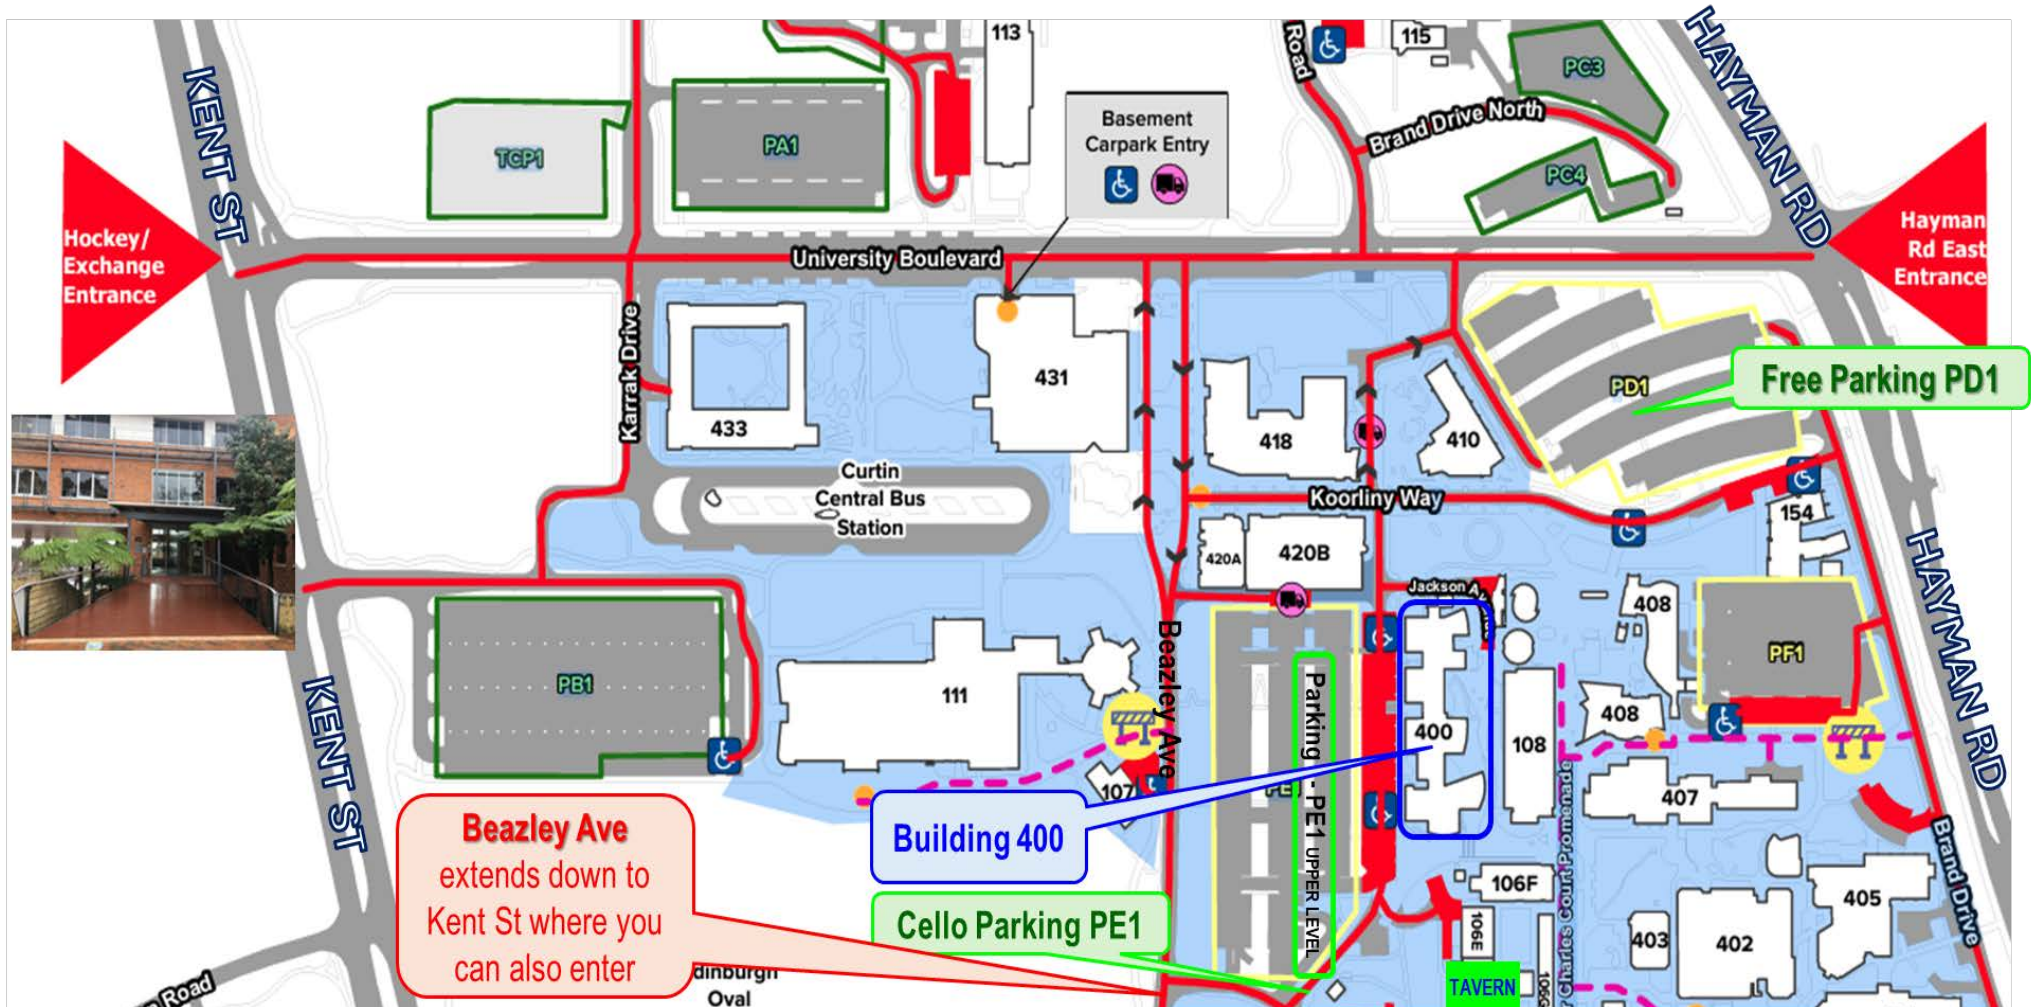 KENT ST
113
115
Road
PC3
HAYMAN RD
TCP1
PA1
Basement
Carpark Entry
Brand Drive North
PC4
Hockey/
Exchange
Entrance
University Boulevard
Hayman
Rd East
Entrance
Karrak Drive
433
431
418
410
PD1
Free Parking PD1
Curtin
Central Bus
Station
Koorliny Way
154
420A
420B
Jackson
408
HAYMAN RD
KENT ST
PB1
111
Beazley Ave
Parking - PE1 UPPER LEVEL
400
108
408
PF1
107
407
Charles Court Promenade
Building 400
Beazley Ave
extends down to
Kent St where you
can also enter
Cello Parking PE1
106F
106E
403
402
405
Brand Drive
TAVERN
Oval
Road